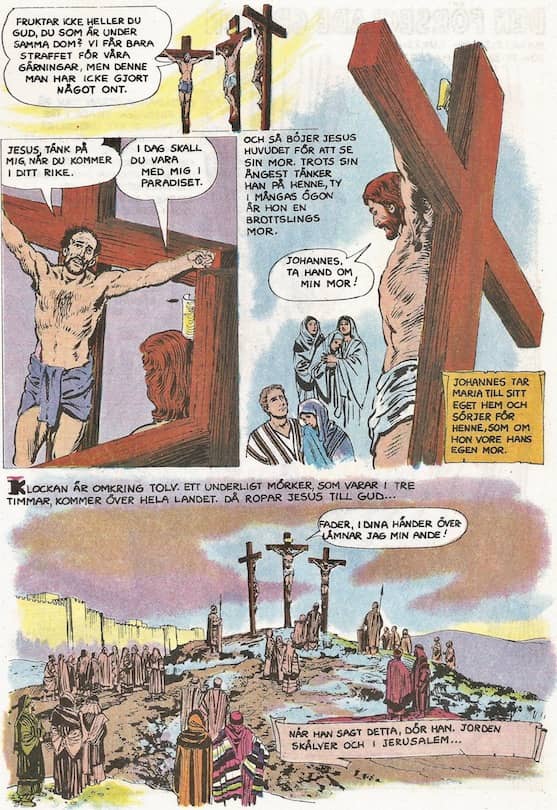 FRUKTAR ICKE HELLER DU
GUD, DU SOM ÄR UNDER
SAMMA DOM? VI FÅR BARA
STRAFFET FÖR VÅRA
GÄRNINGAR, MEN DENNE
MAN HAR ICKE GJORT
NÅGOT ONT.
JESUS, TÄNK PÅ
MIG, NÄR DU KOMMER
I DITT RIKE.
I DAG SKALL
DU VARA
MED MIG I
PARADISET.
OCH SÅ BÖJER JESUS
HUVUDET FÖR ATT SE
SIN MOR. TROTS SIN
ÅNGEST TÄNKER
HAN PÅ HENNE, TY
I MÅNGAS ÖGON
ÄR HON EN
BROTTSLINGS
MOR.
JOHANNES,
TA HAND OM
MIN MOR!
JOHANNES TAR
MARIA TILL SITT
EGET HEM OCH
SÖRJER FÖR
HENNE, SOM OM
HON VORE HANS
EGEN MOR.
KLOCKAN ÄR OMKRING TOLV. ETT UNDERLIGT MÖRKER, SOM VARAR I TRE
TIMMAR, KOMMER ÖVER HELA LANDET. DÅ ROPAR JESUS TILL GUD...
FADER, I DINA HÄNDER ÖVER-
LÄMNAR JAG MIN ANDE!
NÄR HAN SAGT DETTA, DÖR HAN. JORDEN
SKÄLVER OCH I JERUSALEM...